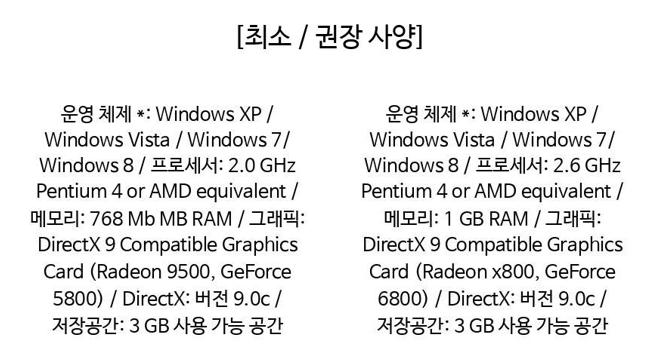 [최소 / 권장 사양]
운영 체제 *: Windows XP /
Windows Vista / Windows 7/
Windows 8 / 프로세서: 2.0 GHz
Pentium 4 or AMD equivalent /
메모리: 768 Mb MB RAM / 그래픽:
DirectX 9 Compatible Graphics
Card (Radeon 9500, GeForce
5800) / DirectX: 버전 9.0c /
저장공간: 3 GB 사용 가능 공간
운영 체제 *: Windows XP /
Windows Vista / Windows 7/
Windows 8 / 프로세서: 2.6 GHz
Pentium 4 or AMD equivalent /
메모리: 1 GB RAM / 그래픽:
DirectX 9 Compatible Graphics
Card (Radeon x800, GeForce
6800) / DirectX: 버전 9.0c /
저장공간: 3 GB 사용 가능 공간